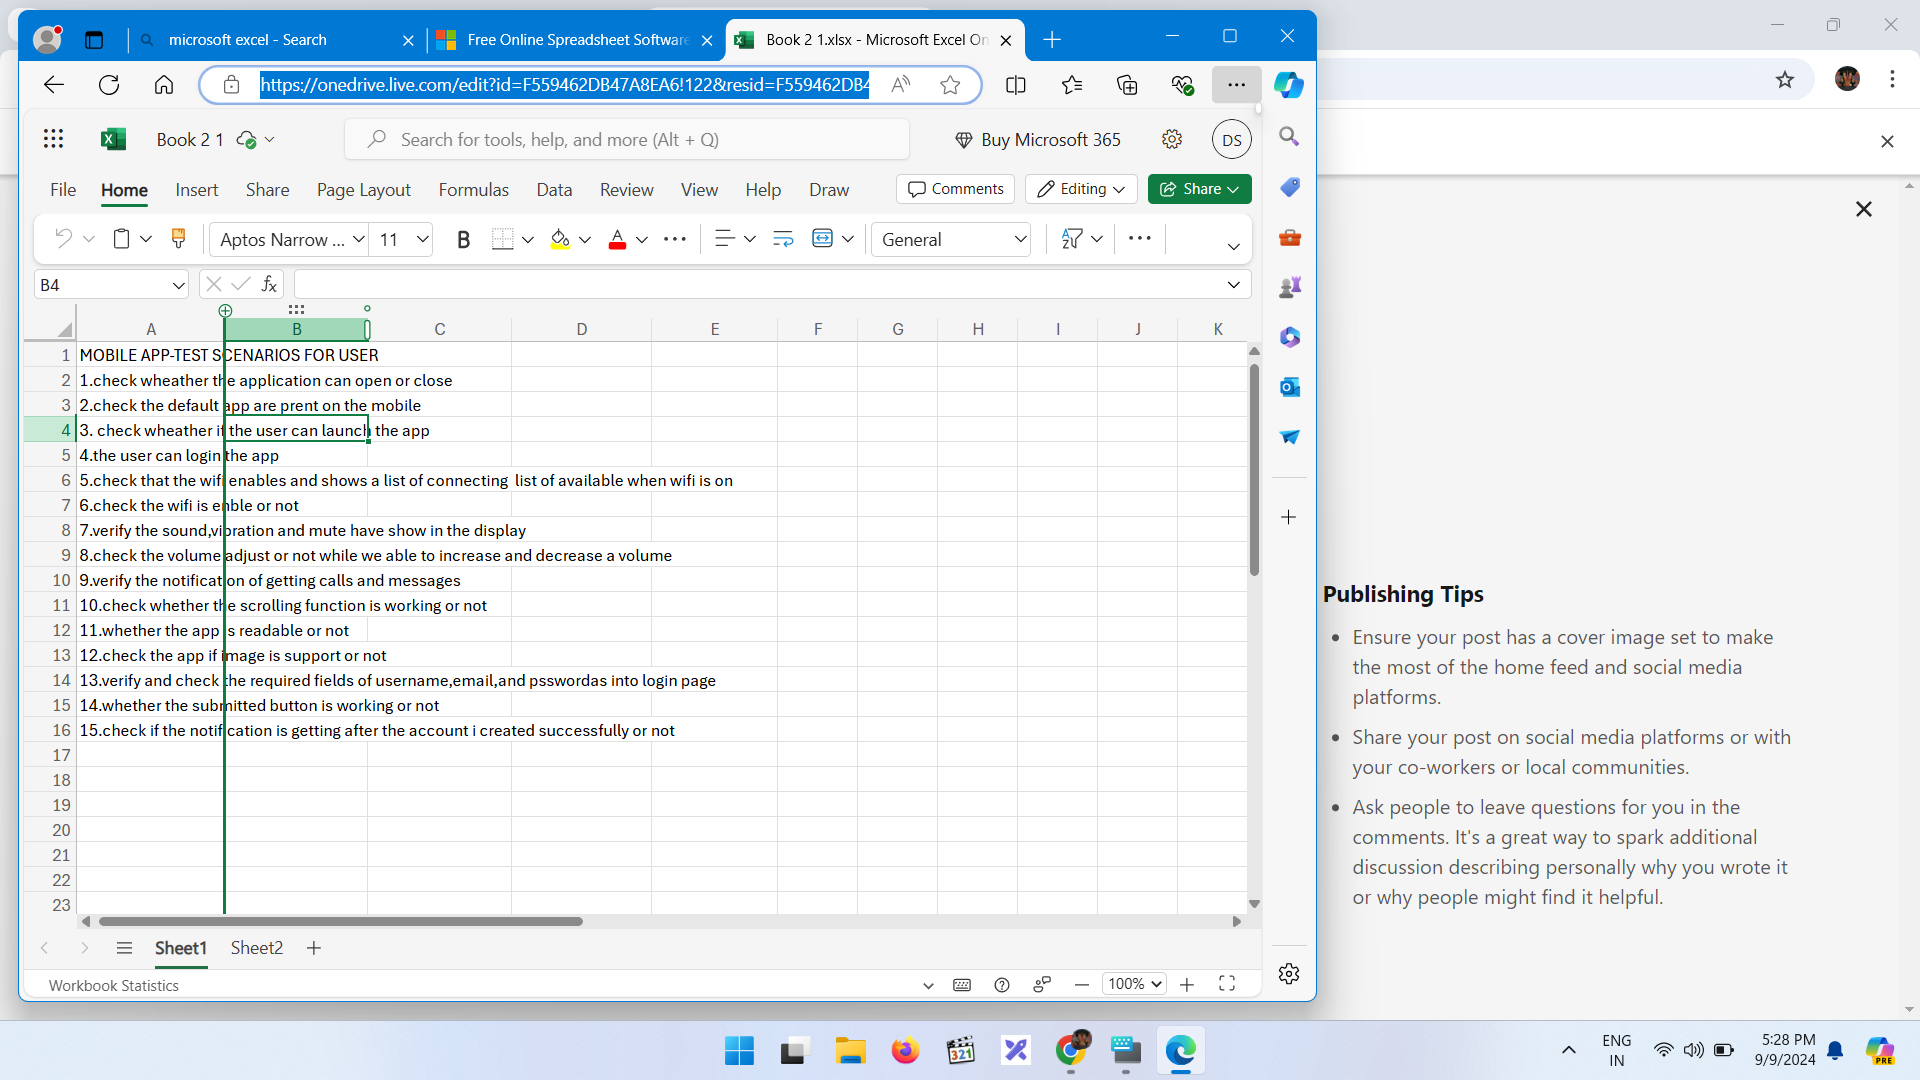 microsoft excel - Search
Free Online Spreadsheet Software
Book 2 1.xlsx - Microsoft Excel On
https://onedrive.live.com/edit?id=F559462DB47A8EA6!122&resid=F559462DB4
Book 2 1
Search for tools, help, and more (Alt + Q)
Buy Microsoft 365
DS
File Home Insert Share Page Layout Formulas Data Review View Help Draw
Comments Editing Share
Aptos Narrow ... 11 B A General
B4 fx
A B C D E F G H I J K
1 MOBILE APP-TEST SCENARIOS FOR USER
2 1.check wheather the application can open or close
3 2.check the default app are prent on the mobile
4 3. check wheather if the user can launch the app
5 4.the user can login the app
6 5.check that the wifi enables and shows a list of connecting list of available when wifi is on
7 6.check the wifi is enble or not
8 7.verify the sound,vibration and mute have show in the display
9 8.check the volume adjust or not while we able to increase and decrease a volume
10 9.verify the notification of getting calls and messages
11 10.check whether the scrolling function is working or not
12 11.whether the app is readable or not
13 12.check the app if image is support or not
14 13.verify and check the required fields of username,email,and psswordas into login page
15 14.whether the submitted button is working or not
16 15.check if the notification is getting after the account i created successfully or not
17
18
19
20
21
22
23
Sheet1 Sheet2
Workbook Statistics
100%
Publishing Tips
Ensure your post has a cover image set to make
the most of the home feed and social media
platforms.
Share your post on social media platforms or with
your co-workers or local communities.
Ask people to leave questions for you in the
comments. It's a great way to spark additional
discussion describing personally why you wrote it
or why people might find it helpful.
321
ENG
IN
5:28 PM
9/9/2024
PRE